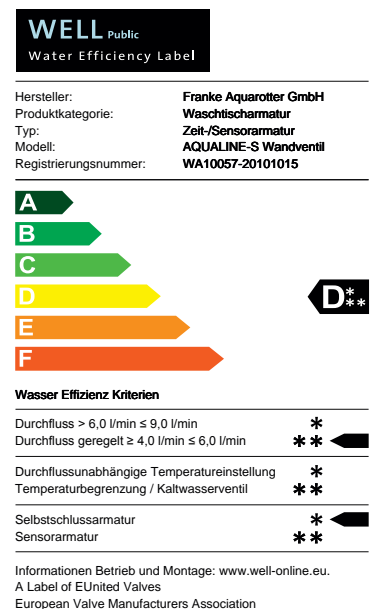 WELL Public
Water Efficiency Label
Hersteller: Franke Aquarotter GmbH
Produktkategorie: Waschtischarmatur
Typ: Zeit-/Sensorarmatur
Modell: AQUALINE-S Wandventil
Registrierungsnummer: WA10057-20101015
A
B
C
D D***
E
F
Wasser Effizienz Kriterien
Durchfluss > 6,0 l/min ≤ 9,0 l/min *
Durchfluss geregelt ≥ 4,0 l/min ≤ 6,0 l/min **
Durchflussunabhängige Temperatureinstellung *
Temperaturbegrenzung / Kaltwasserventil **
Selbstschlussarmatur *
Sensorarmatur **
Informationen Betrieb und Montage: www.well-online.eu.
A Label of EUnited Valves
European Valve Manufacturers Association